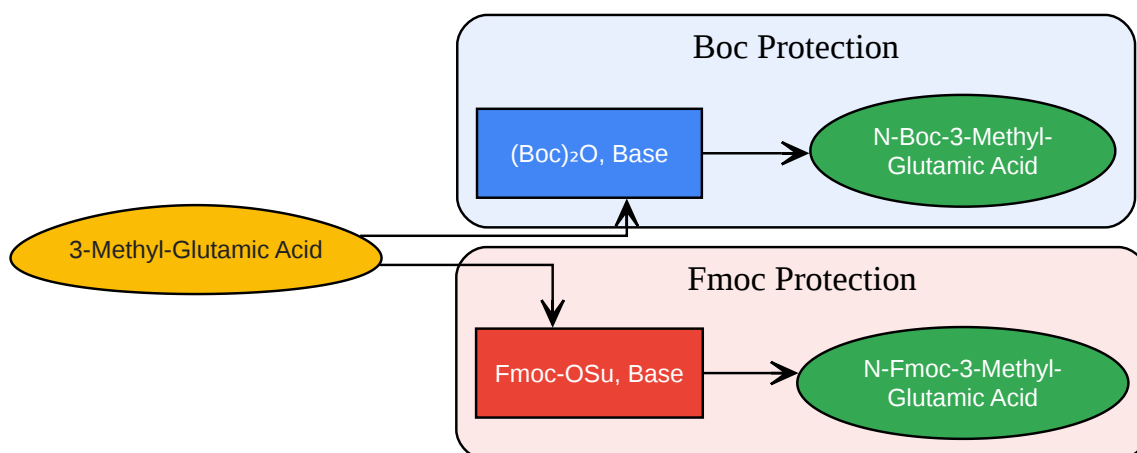 Boc Protection
(Boc)₂O, Base
N-Boc-3-Methyl-
Glutamic Acid
3-Methyl-Glutamic Acid
Fmoc Protection
Fmoc-OSu, Base
N-Fmoc-3-Methyl-
Glutamic Acid